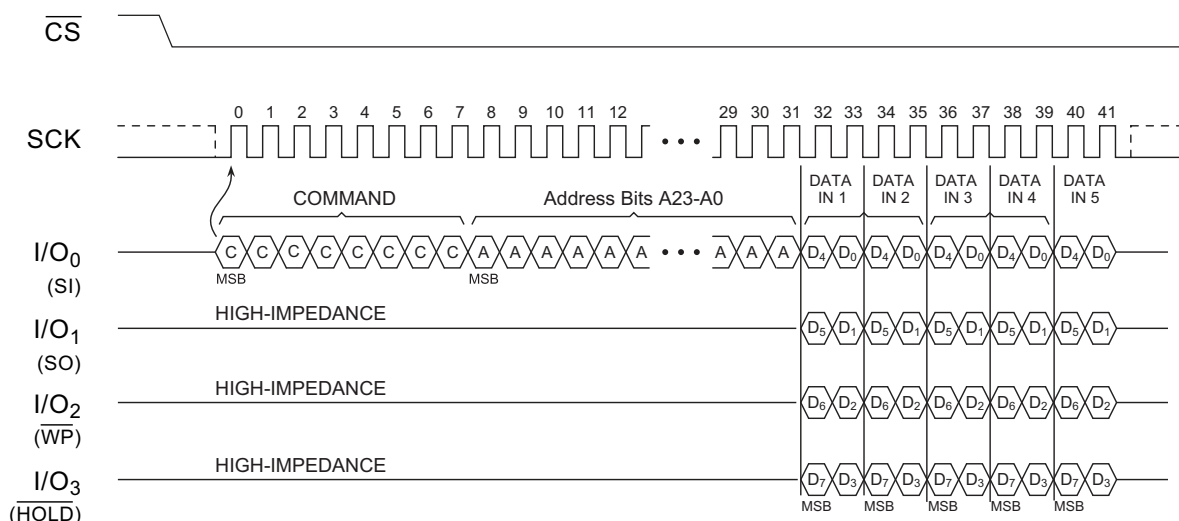 CS
0 1 2 3 4 5 6 7 8 9 10 11 12 29 30 31 32 33 34 35 36 37 38 39 40 41
SCK
DATA IN 1 DATA IN 2 DATA IN 3 DATA IN 4 DATA IN 5
COMMAND Address Bits A23-A0
I/O0 C C C C C C C C A A A A A A A A A D4 D0 D4 D0 D4 D0 D4 D0 D4 D0
(SI) MSB MSB
HIGH-IMPEDANCE
I/O1 D5 D1 D5 D1 D5 D1 D5 D1 D5 D1
(SO)
HIGH-IMPEDANCE
I/O2 D6 D2 D6 D2 D6 D2 D6 D2 D6 D2
(WP)
HIGH-IMPEDANCE
I/O3 D7 D3 D7 D3 D7 D3 D7 D3 D7 D3
(HOLD) MSB MSB MSB MSB MSB